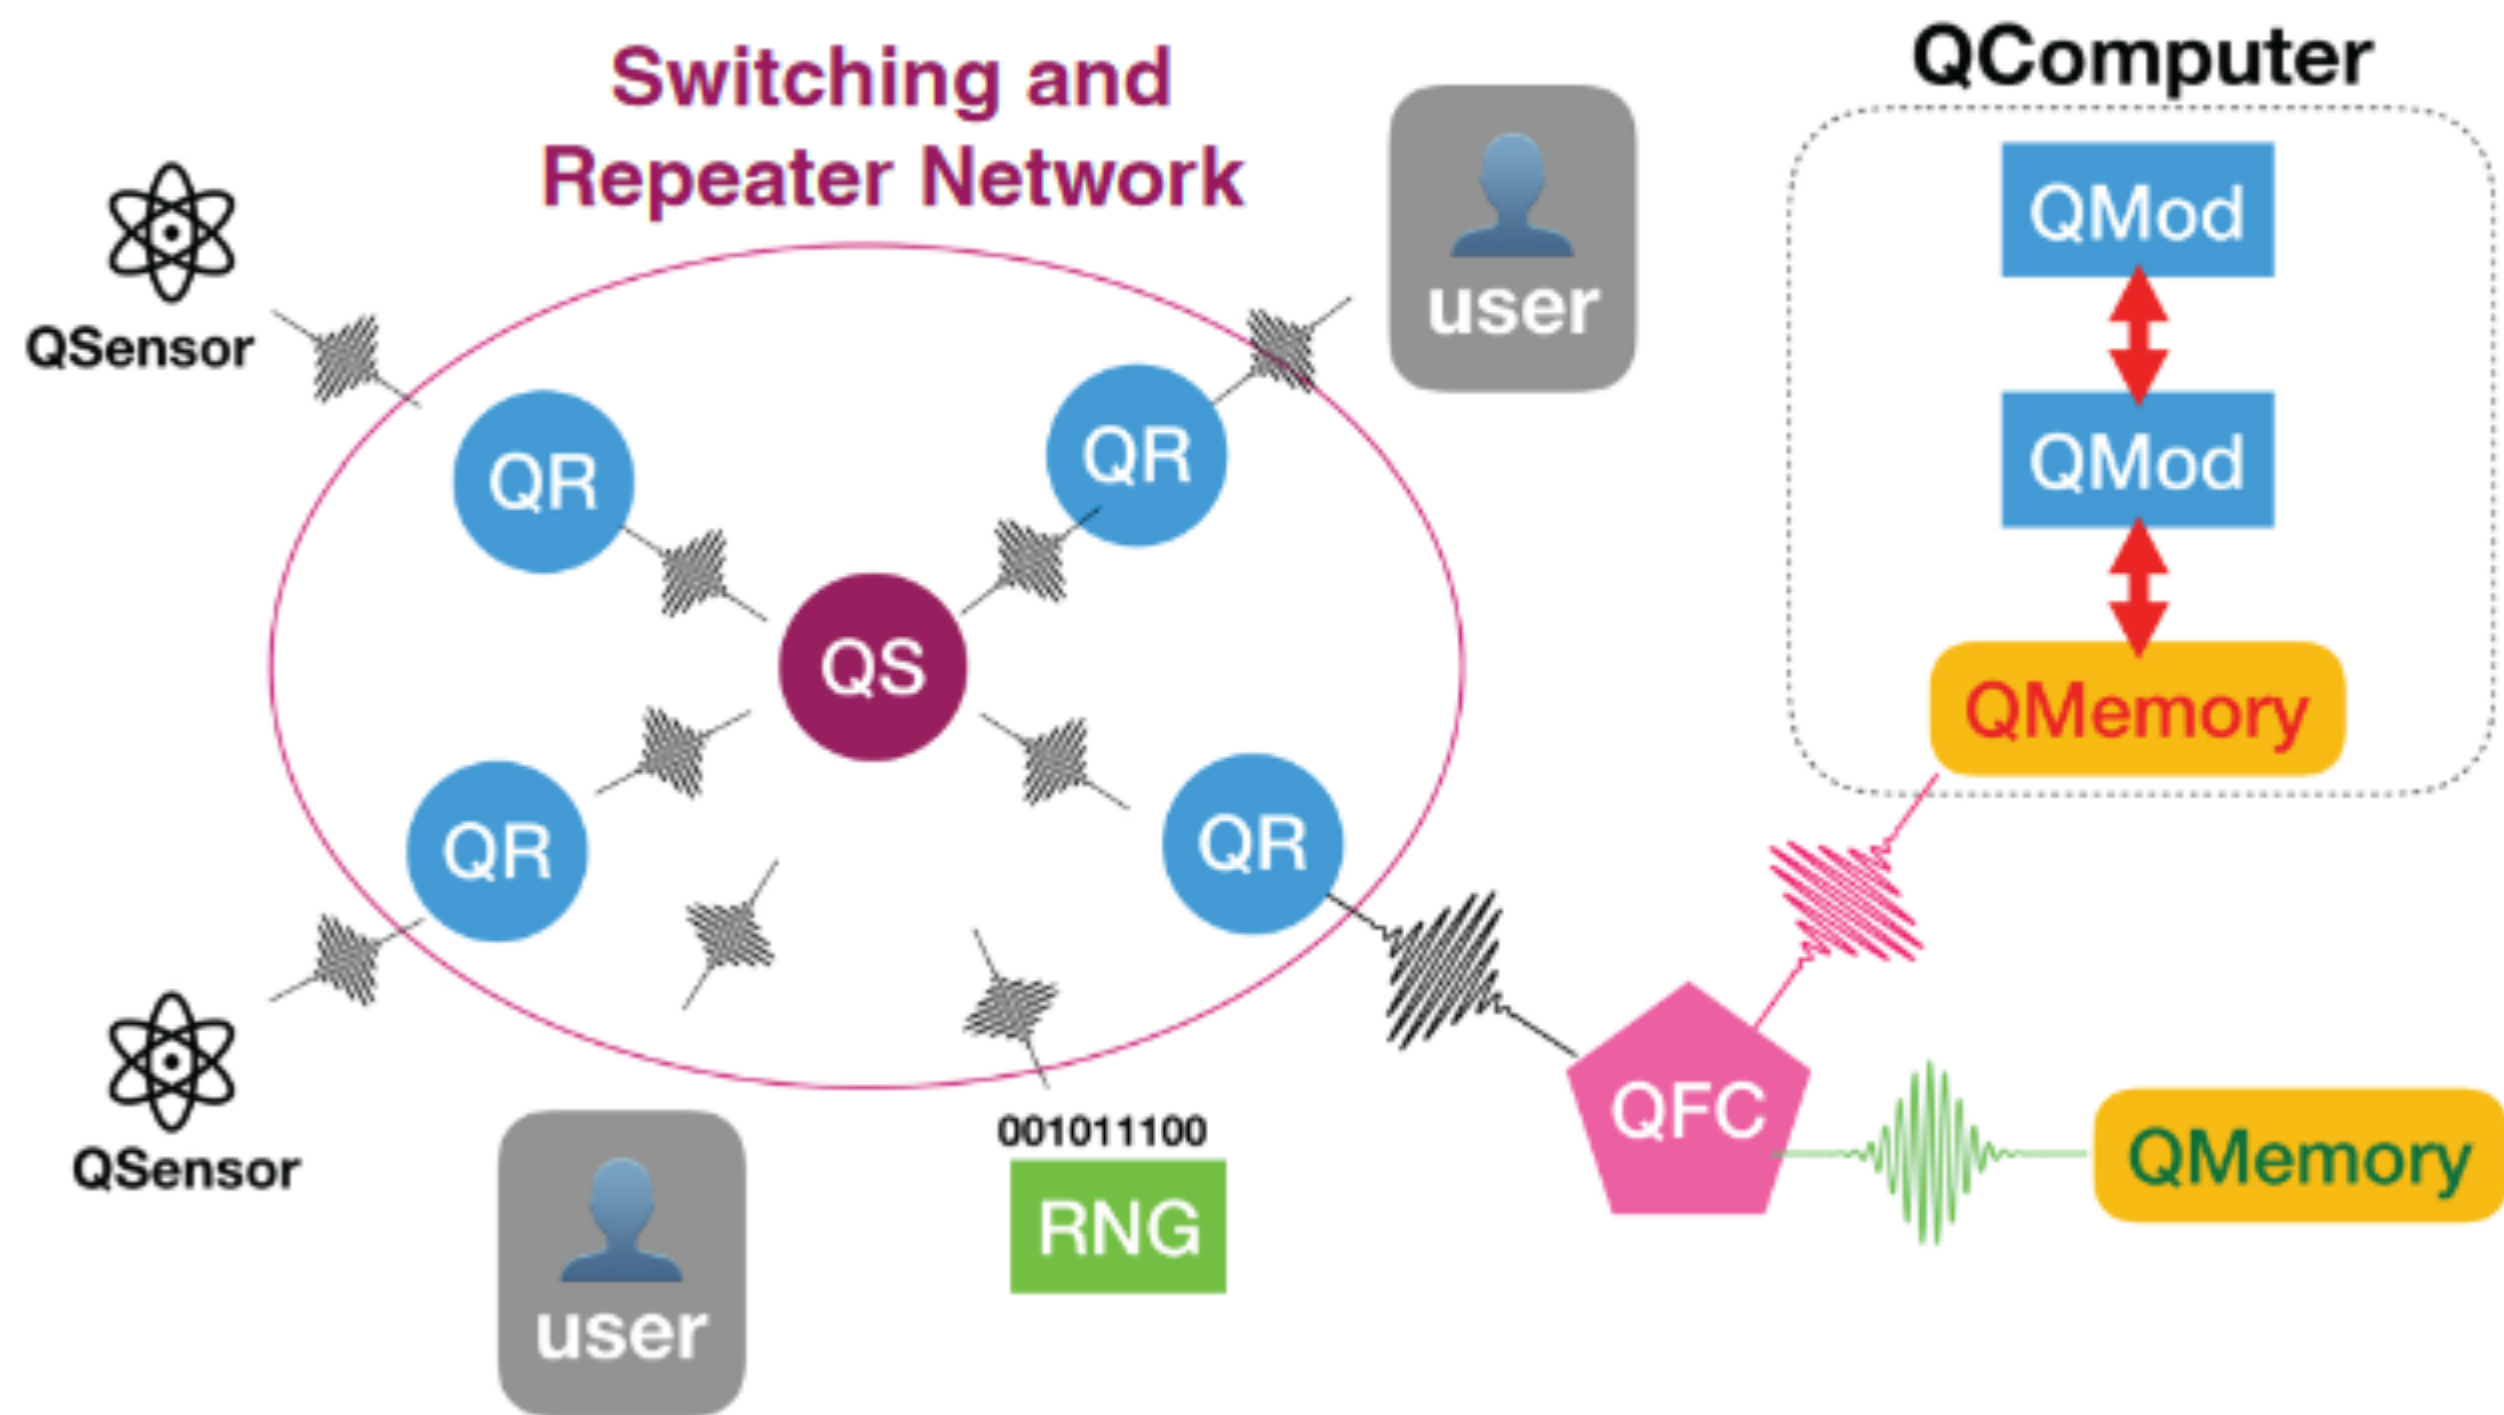 Switching and
Repeater Network
QComputer
QMod
user
QSensor
QR
QR
QMod
QS
QMemory
QR
QR
QSensor
001011100
RNG
user
QFC
QMemory